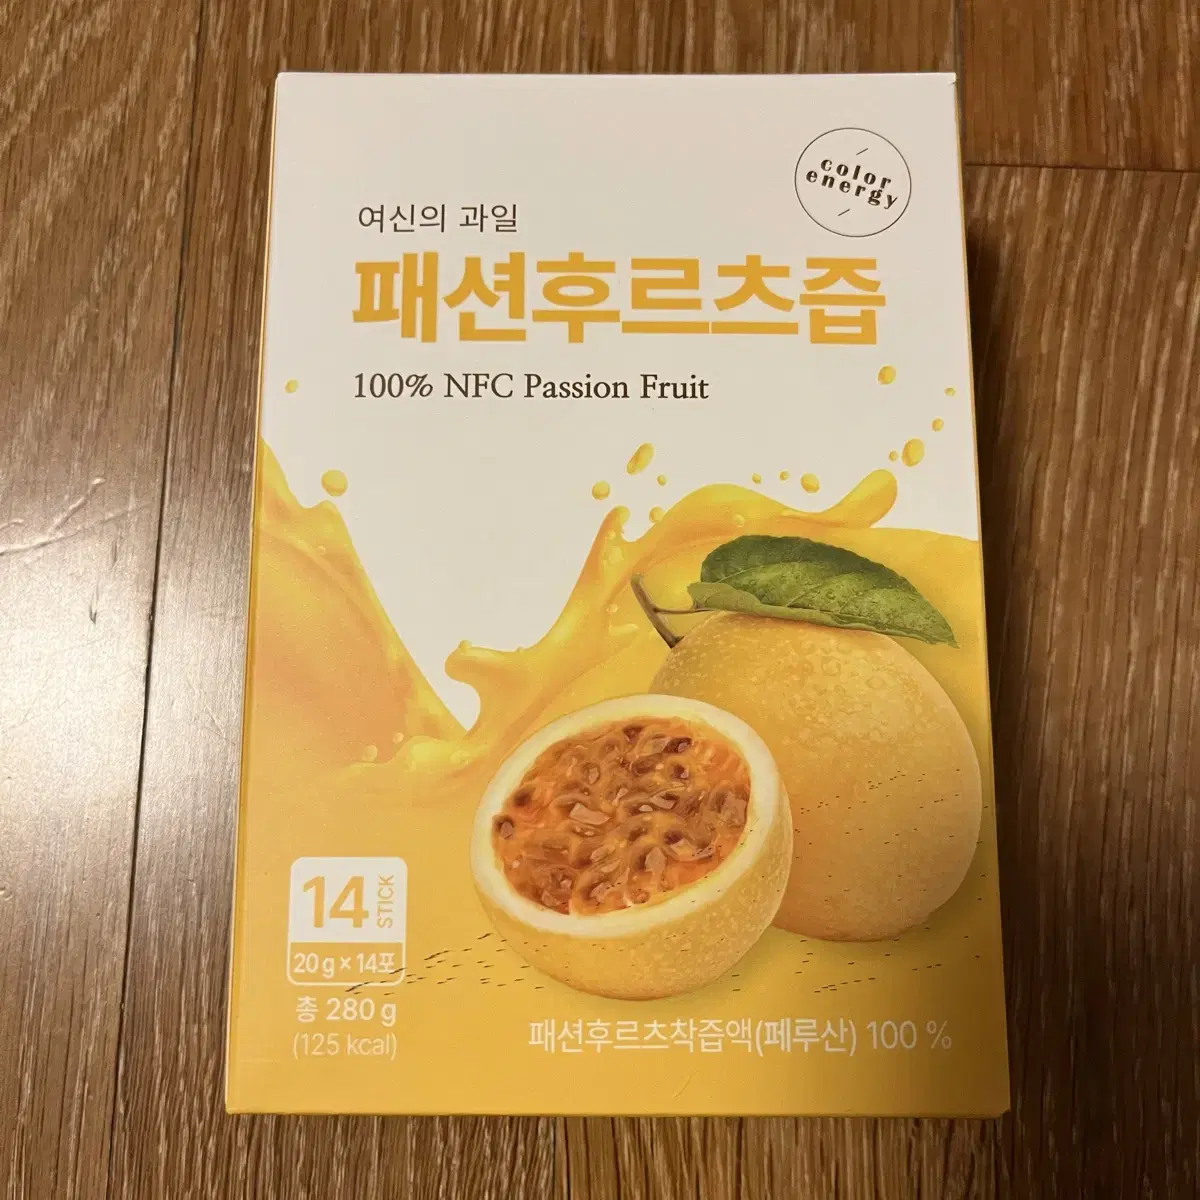 color
energy
여신의 과일
패션후르츠즙
100% NFC Passion Fruit
14 STICK
20 g × 14포
총 280 g
(125 kcal)
패션후르츠착즙액(페루산) 100 %